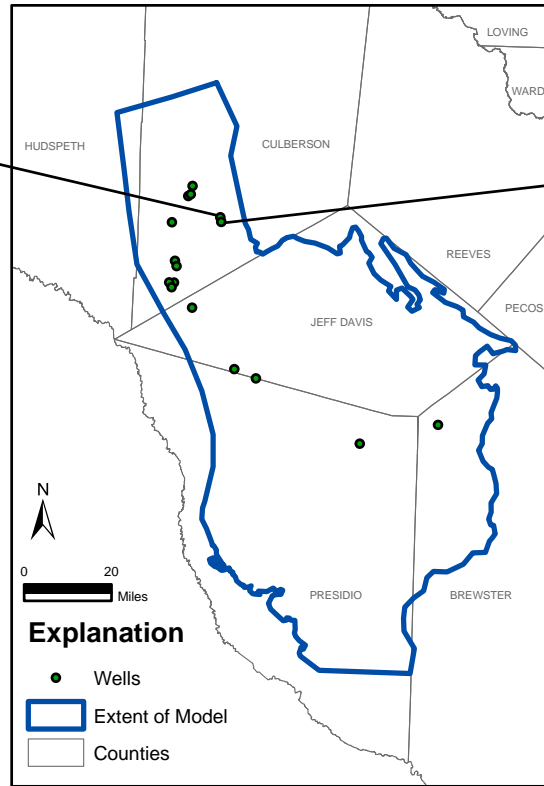 LOVING
WARD
HUDSPETH
CULBERSON
REEVES
PECOS
JEFF DAVIS
N
0 20
Miles
PRESIDIO
BREWSTER
Explanation
Wells
Extent of Model
Counties